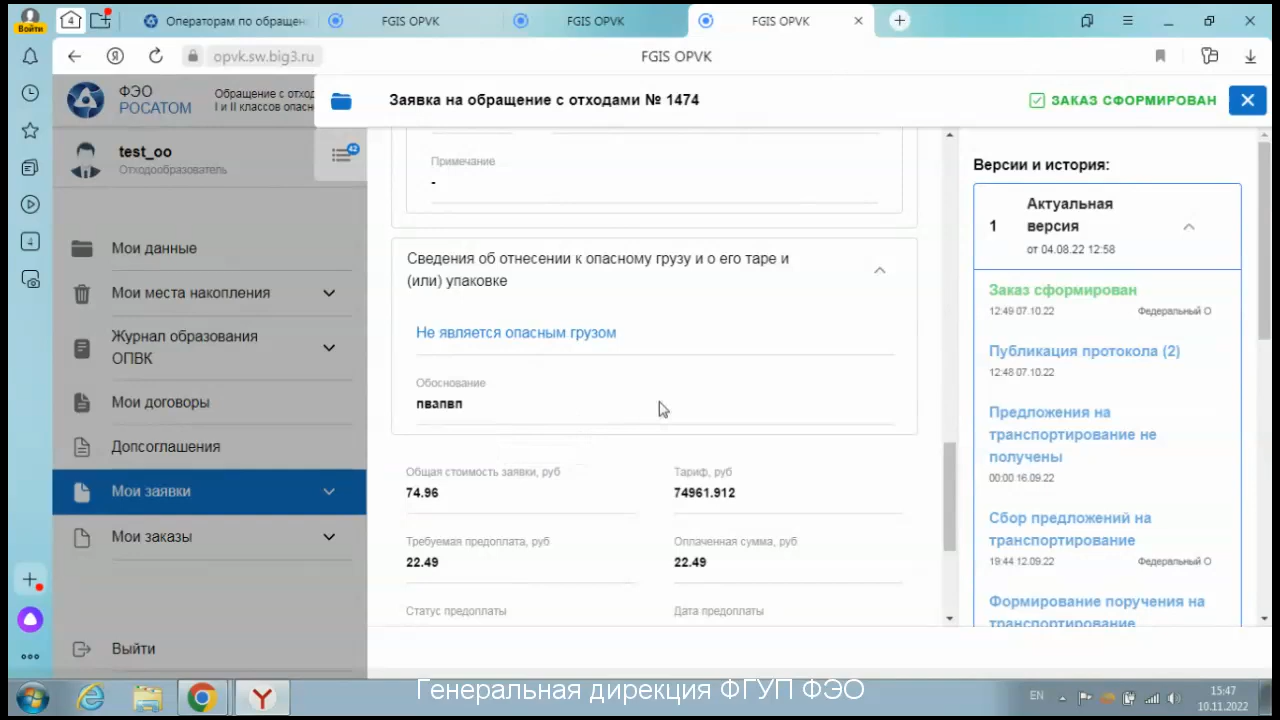 Войти
4
Операторам по обращен
FGIS OPVK
FGIS OPVK
FGIS OPVK
opvk.sw.big3.ru
FGIS OPVK
ФЭО
РОСАТОМ
Обращение с отход
I и II классов опасн
Заявка на обращение с отходами № 1474
ЗАКАЗ СФОРМИРОВАН
test_oo
Отходообразователь
42
Мои данные
Мои места накопления
Журнал образования
ОПВК
Мои договоры
Допсоглашения
Мои заявки
Мои заказы
Выйти
4
Примечание
-
Сведения об отнесении к опасному грузу и о его таре и
(или) упаковке
Не является опасным грузом
Обоснование
пвапвп
Общая стоимость заявки, руб
Тариф, руб
74.96
74961.912
Требуемая предоплата, руб
Оплаченная сумма, руб
22.49
22.49
Статус предоплаты
Дата предоплаты
Версии и история:
1
Актуальная
версия
от 04.08.22 12:58
Заказ сформирован
12:49 07.10.22
Федеральный О
Публикация протокола (2)
12:48 07.10.22
Предложения на
транспортирование не
получены
00:00 16.09.22
Сбор предложений на
транспортирование
19:44 12.09.22
Федеральный О
Формирование поручения на
транспортирование
Генеральная дирекция ФГУП ФЭО
EN
15:47
10.11.2022